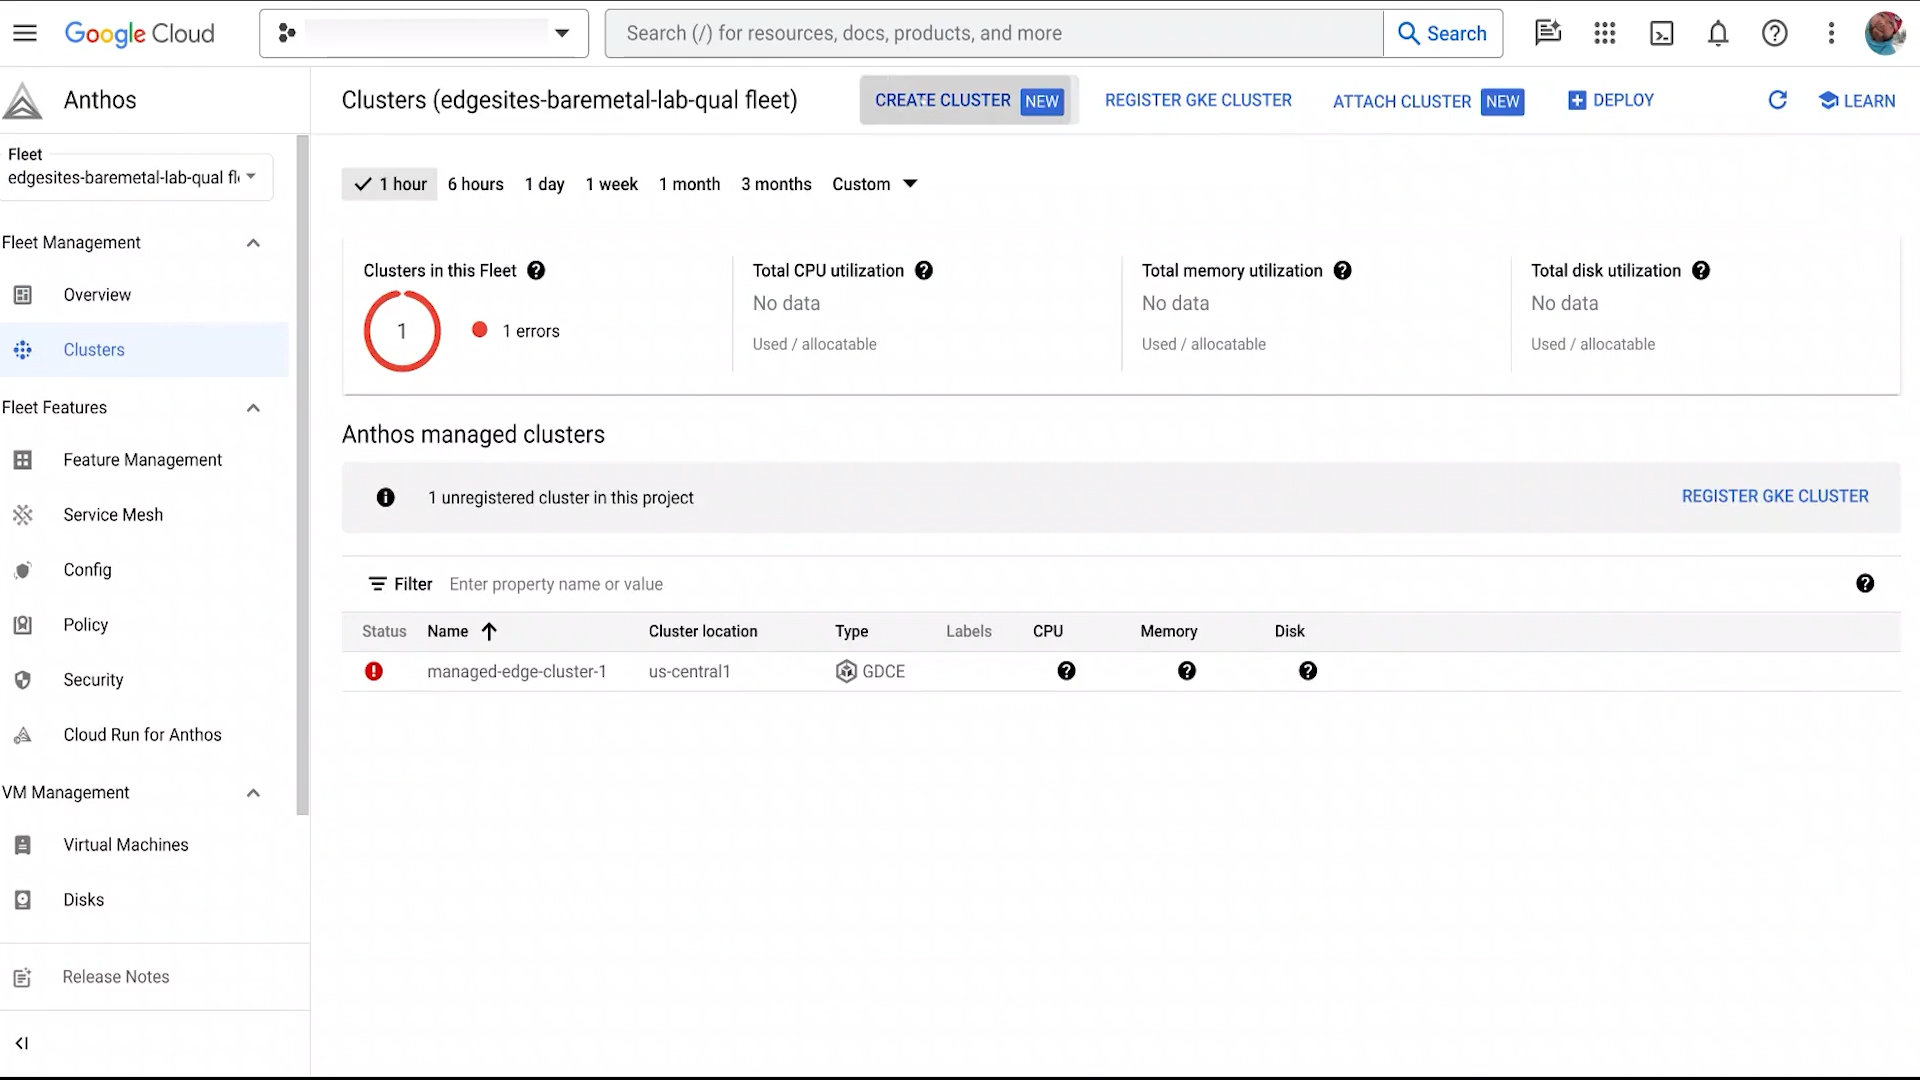 Google Cloud
Search (/) for resources, docs, products, and more
Search
Anthos
Clusters (edgesites-baremetal-lab-qual fleet)
CREATE CLUSTER NEW
REGISTER GKE CLUSTER
ATTACH CLUSTER NEW
DEPLOY
LEARN
Fleet
edgesites-baremetal-lab-qual
Fleet Management
Overview
Clusters
Fleet Features
Feature Management
Service Mesh
Config
Policy
Security
Cloud Run for Anthos
VM Management
Virtual Machines
Disks
Release Notes
1 hour 6 hours 1 day 1 week 1 month 3 months Custom
Clusters in this Fleet
1
1 errors
Total CPU utilization
No data
Used / allocatable
Total memory utilization
No data
Used / allocatable
Total disk utilization
No data
Used / allocatable
Anthos managed clusters
1 unregistered cluster in this project
REGISTER GKE CLUSTER
Filter Enter property name or value
Status Name Cluster location Type Labels CPU Memory Disk
managed-edge-cluster-1 us-central1 GDCE